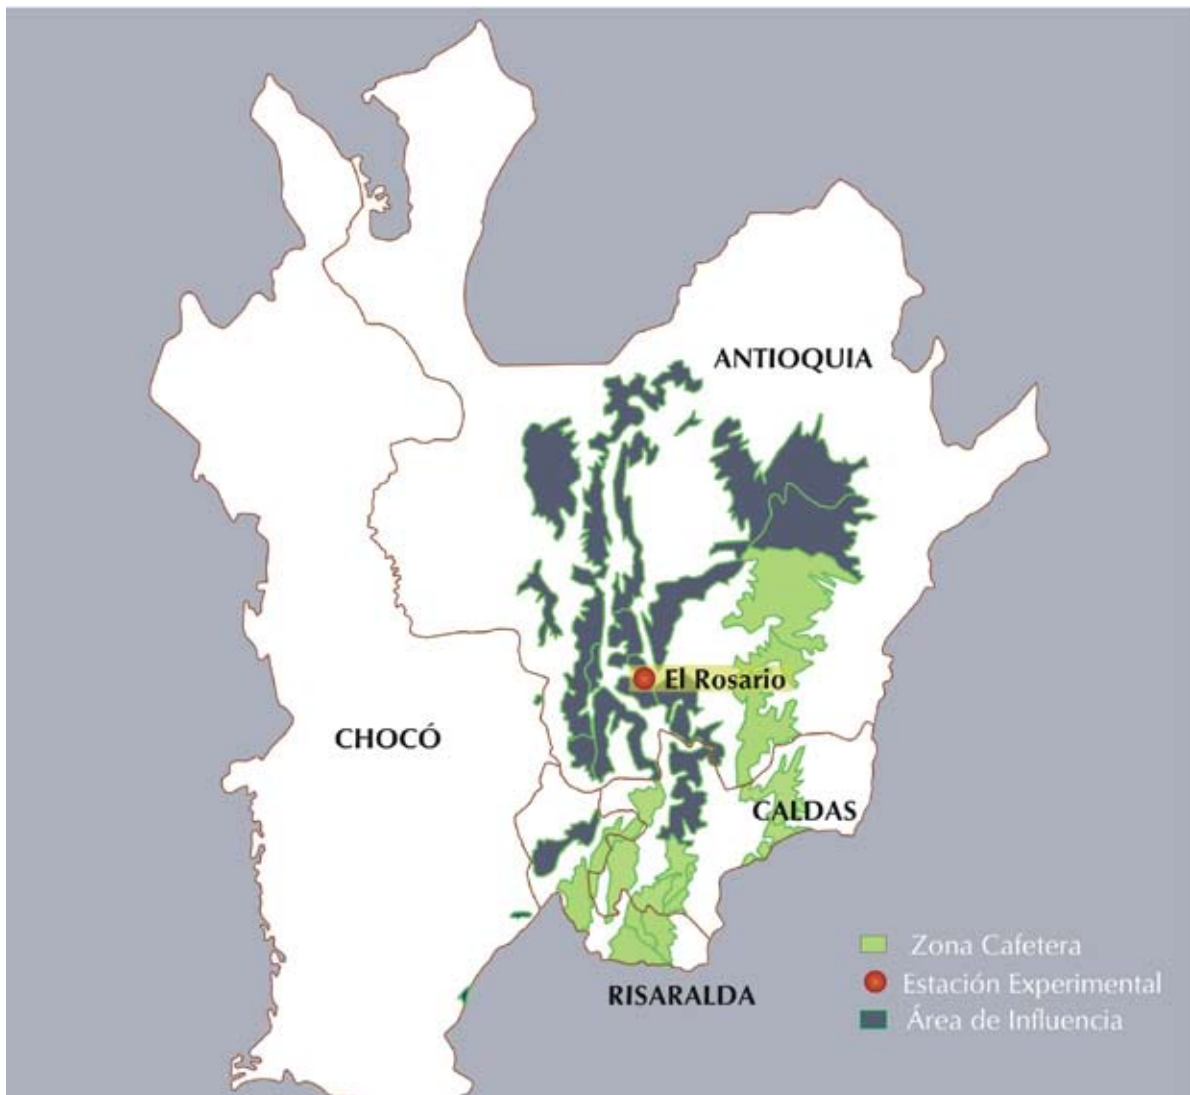 ANTIOQUIA
El Rosario
CHOCÓ
CALDAS
RISARALDA
Zona Cafetera
Estación Experimental
Área de Influencia